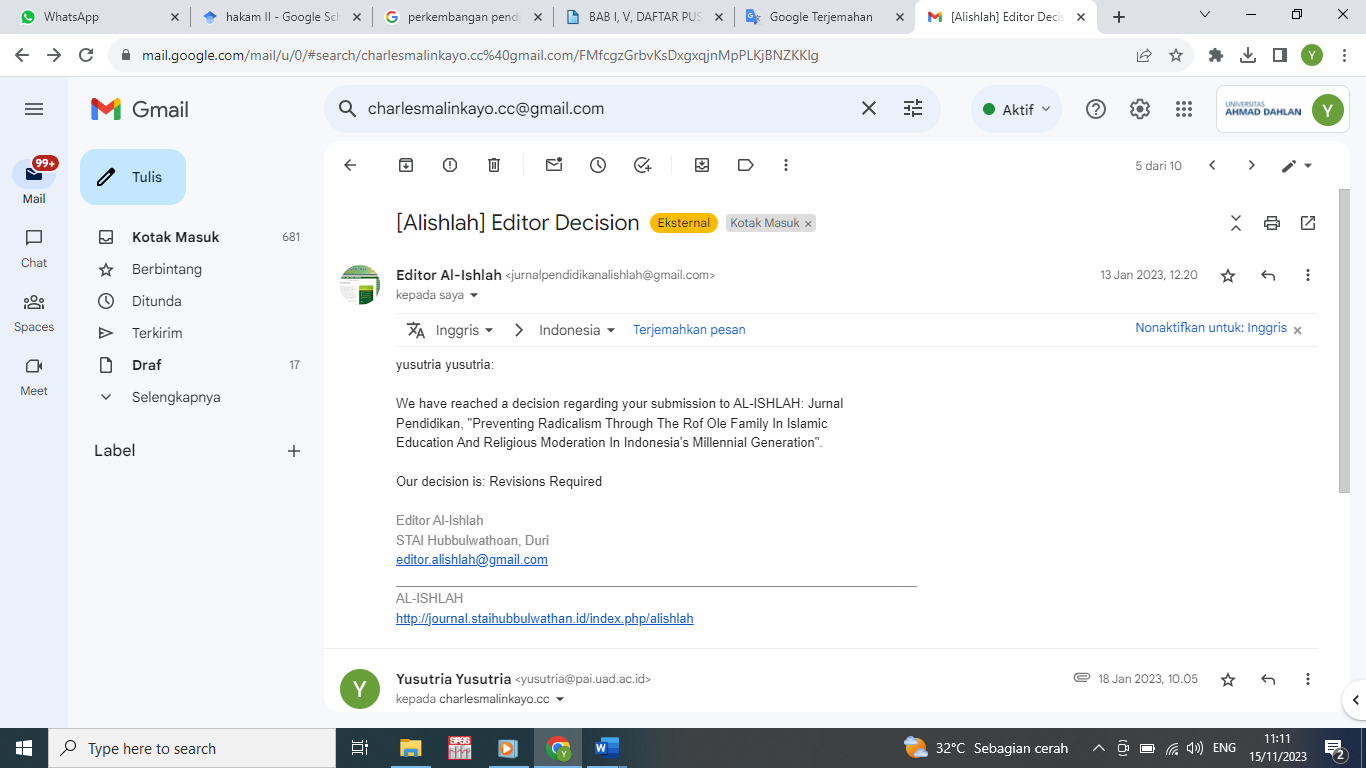 WhatsApp
hakam II - Google Sch
perkembangan pendi
BAB I, V, DAFTAR PUS
Google Terjemahan
[Alishlah] Editor Decis
mail.google.com/mail/u/0/#search/charlesmalinkayo.cc%40gmail.com/FMfcgzGrbvKsDxgxqjnMpPLKjBNZKKlg
Y
Gmail
charlesmalinkayo.cc@gmail.com
Aktif
UNIVERSITAS
AHMAD DAHLAN
Y
99+
Mail
Chat
Spaces
Meet
Tulis
Kotak Masuk 681
Berbintang
Ditunda
Terkirim
Draf 17
Selengkapnya
Label
5 dari 10
[Alishlah] Editor Decision Eksternal Kotak Masuk
Editor Al-Ishlah <jurnalpendidikanalishlah@gmail.com> 13 Jan 2023, 12.20
kepada saya
Inggris Indonesia Terjemahkan pesan Nonaktifkan untuk: Inggris
yusutria yusutria:
We have reached a decision regarding your submission to AL-ISHLAH: Jurnal
Pendidikan, "Preventing Radicalism Through The Rof Ole Family In Islamic
Education And Religious Moderation In Indonesia's Millennial Generation".
Our decision is: Revisions Required
Editor Al-Ishlah
STAI Hubbulwathoan, Duri
editor.alishlah@gmail.com
AL-ISHLAH
http://journal.staihubbulwathan.id/index.php/alishlah
Y
Yusutria Yusutria <yusutria@pai.uad.ac.id> 18 Jan 2023, 10.05
kepada charlesmalinkayo.cc
Type here to search
32°C Sebagian cerah
ENG
11:11
15/11/2023
2